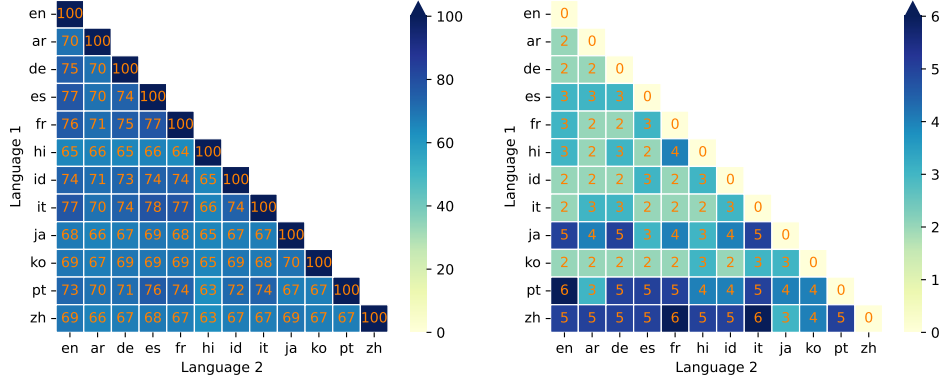 Language 1
en 100
ar 70 100
de 75 70 100
es 77 70 74 100
fr 76 71 75 77 100
hi 65 66 65 66 64 100
id 74 71 73 74 74 65 100
it 77 70 74 78 77 66 74 100
ja 68 66 67 69 68 65 67 67 100
ko 69 67 69 69 69 65 69 68 70 100
pt 73 70 71 76 74 63 72 74 67 67 100
zh 69 66 67 68 67 63 67 67 69 67 67 100
en ar de es fr hi id it ja ko pt zh
Language 2
100
80
60
40
20
0
Language 1
en 0
ar 2 0
de 2 2 0
es 3 3 3 0
fr 3 2 2 3 0
hi 3 2 3 2 4 0
id 2 2 2 3 2 3 0
it 2 3 3 2 2 2 3 0
ja 5 4 5 3 4 3 4 5 0
ko 2 2 2 2 2 3 2 3 3 0
pt 6 3 5 5 5 4 4 5 4 4 0
zh 5 5 5 5 6 5 5 6 3 4 5 0
en ar de es fr hi id it ja ko pt zh
Language 2
6
5
4
3
2
1
0